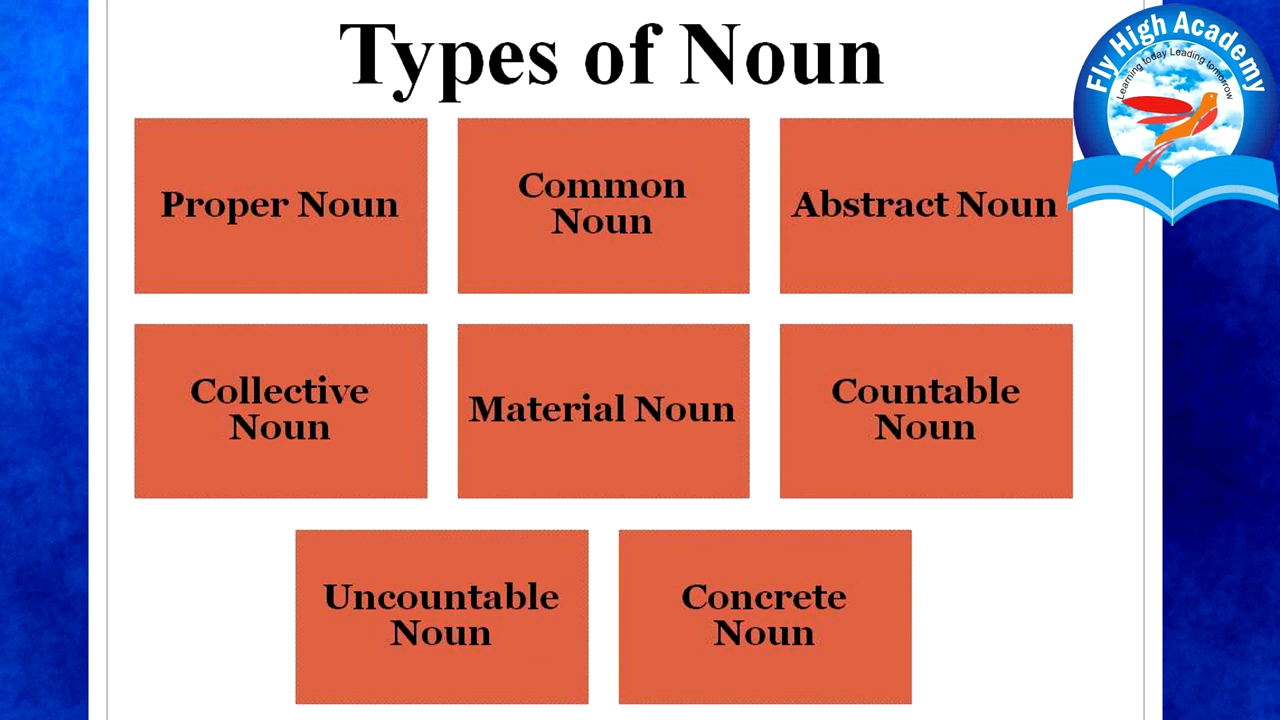 Types of Noun
Fly High Academy
Learning today Leading tomorrow
Proper Noun
Common
Noun
Abstract Noun
Collective
Noun
Material Noun
Countable
Noun
Uncountable
Noun
Concrete
Noun